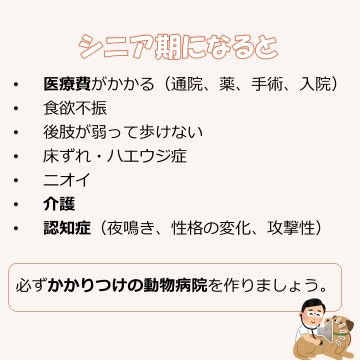 シニア期になると
• 医療費がかかる（通院、薬、手術、入院）
• 食欲不振
• 後肢が弱って歩けない
• 床ずれ・ハエウジ症
• ニオイ
• 介護
• 認知症（夜鳴き、性格の変化、攻撃性）
必ずかかりつけの動物病院を作りましょう。